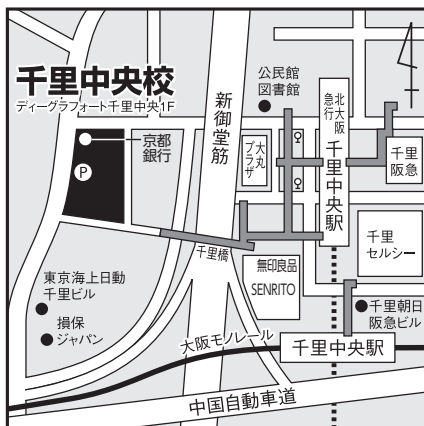 千里中央校
ディーグラフォート千里中央1F
京都
銀行
P
新御堂筋
公民館
図書館
北大阪
急行
千里中央駅
大丸
プラザ
千里
阪急
千里
セルシー
千里橋
無印良品
SENRITO
東京海上日動
千里ビル
損保
ジャパン
千里朝日
阪急ビル
大阪モノレール
千里中央駅
中国自動車道